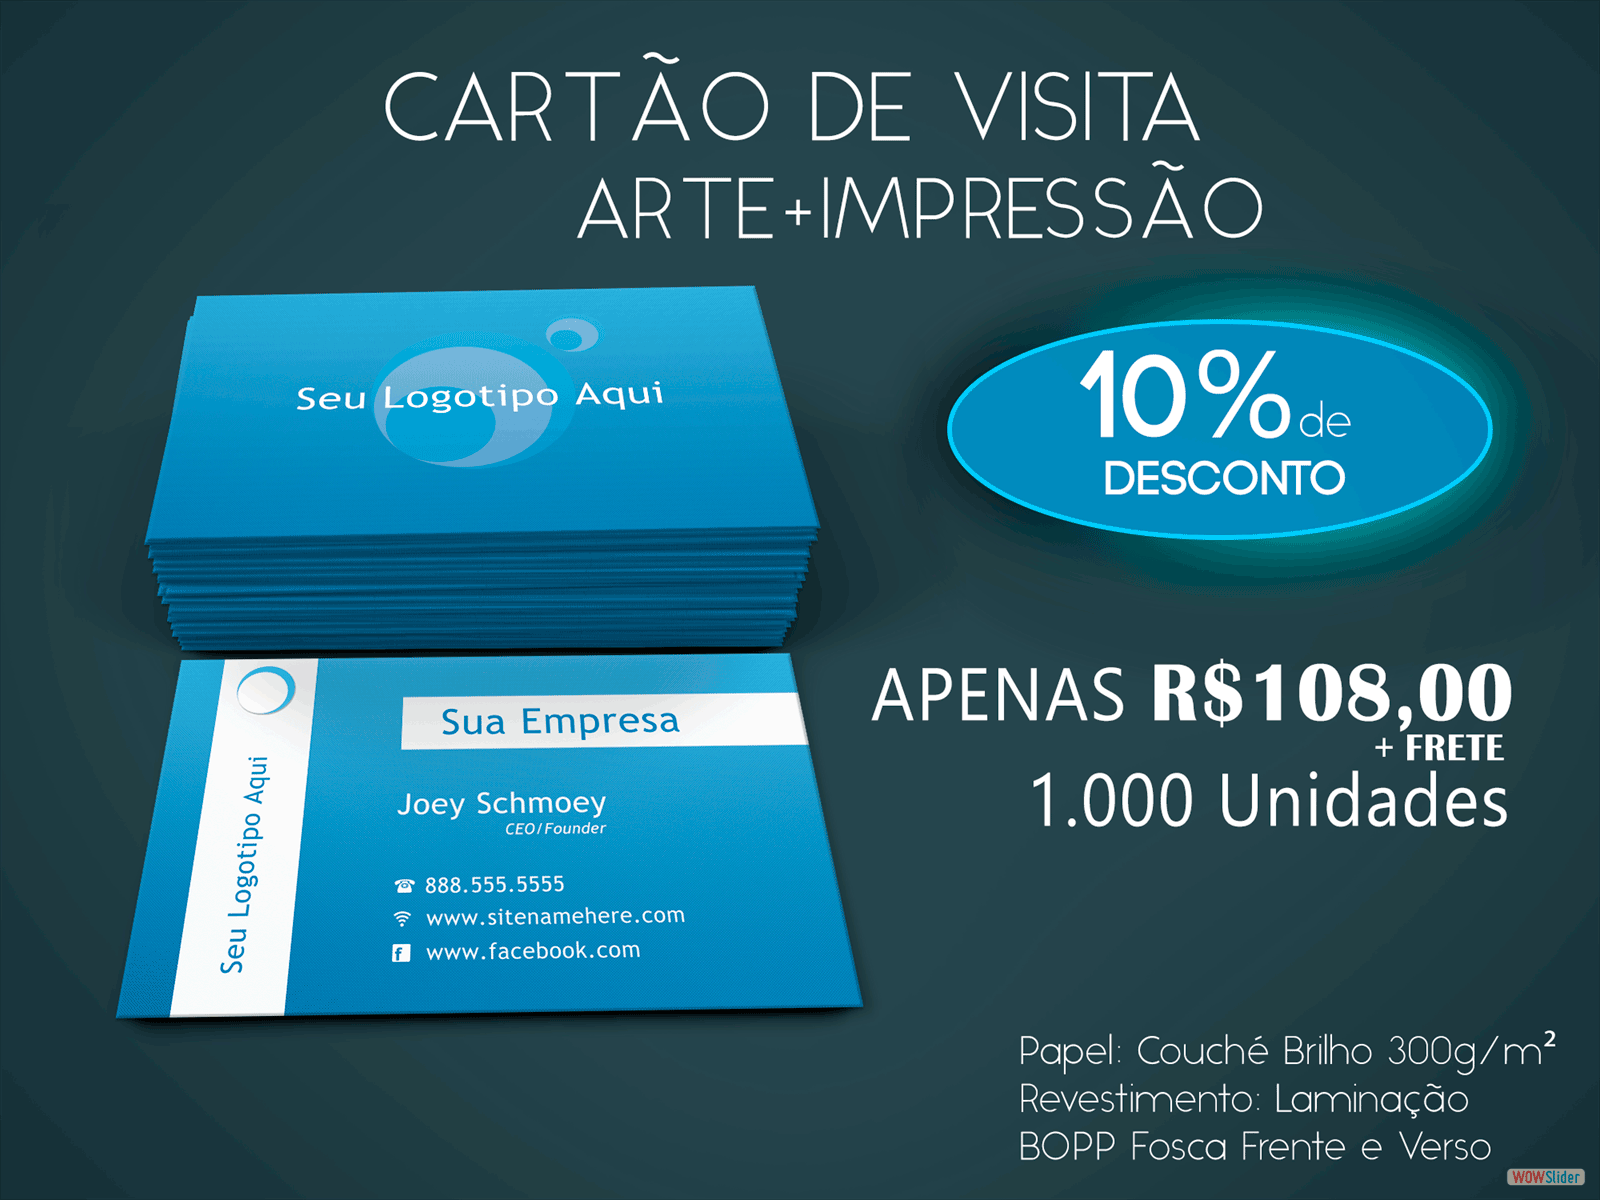 CARTÃO DE VISITA
ARTE+IMPRESSÃO
Seu Logotipo Aqui
10% de
DESCONTO
Sua Empresa
Seu Logotipo Aqui
Joey Schmoey
CEO/Founder
888.555.5555
www.sitenamehere.com
f www.facebook.com
APENAS R$108,00
+ FRETE
1.000 Unidades
Papel: Couché Brilho 300g/m²
Revestimento: Laminação
BOPP Fosca Frente e Verso
WOWSlider